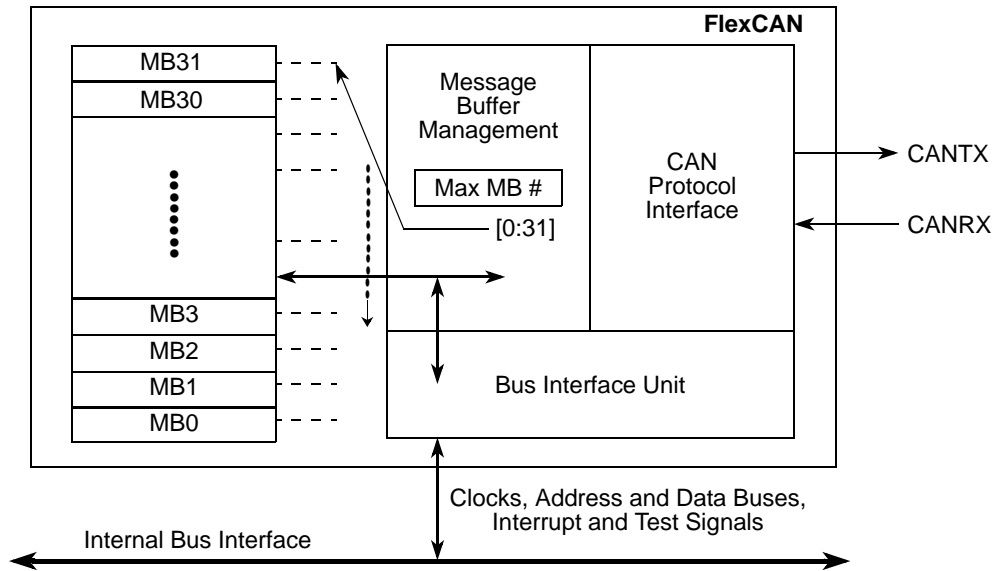 FlexCAN
MB31
MB30
MB3
MB2
MB1
MB0
Message
Buffer
Management
Max MB #
[0:31]
CAN
Protocol
Interface
CANTX
CANRX
Bus Interface Unit
Clocks, Address and Data Buses,
Interrupt and Test Signals
Internal Bus Interface